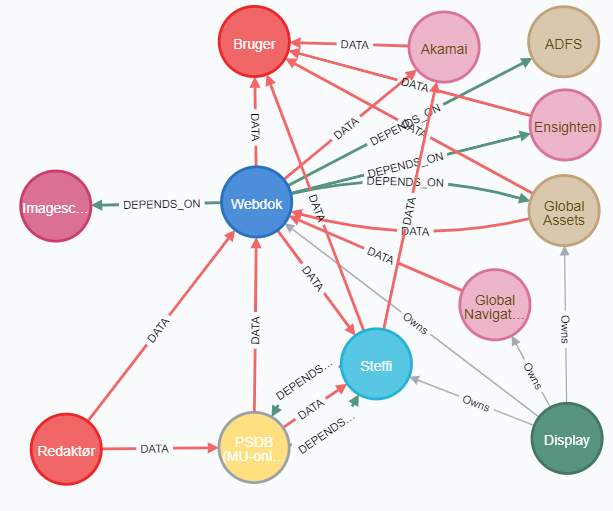 Bruger
DATA
Akamai
ADFS
DATA
DATA
DATA
DEPENDS_ON
DATA
Ensighten
DEPENDS_ON
DEPENDS_ON
Imagesc...
DEPENDS_ON
Webdok
DATA
DATA
Global
Assets
DATA
DATA
DATA
Global
Navigat...
Owns
Owns
DATA
DATA
DEPENDS...
Steffi
Owns
Owns
DATA
DEPENDS...
Redaktør
DATA
PSDB
(MU-onl...
Display